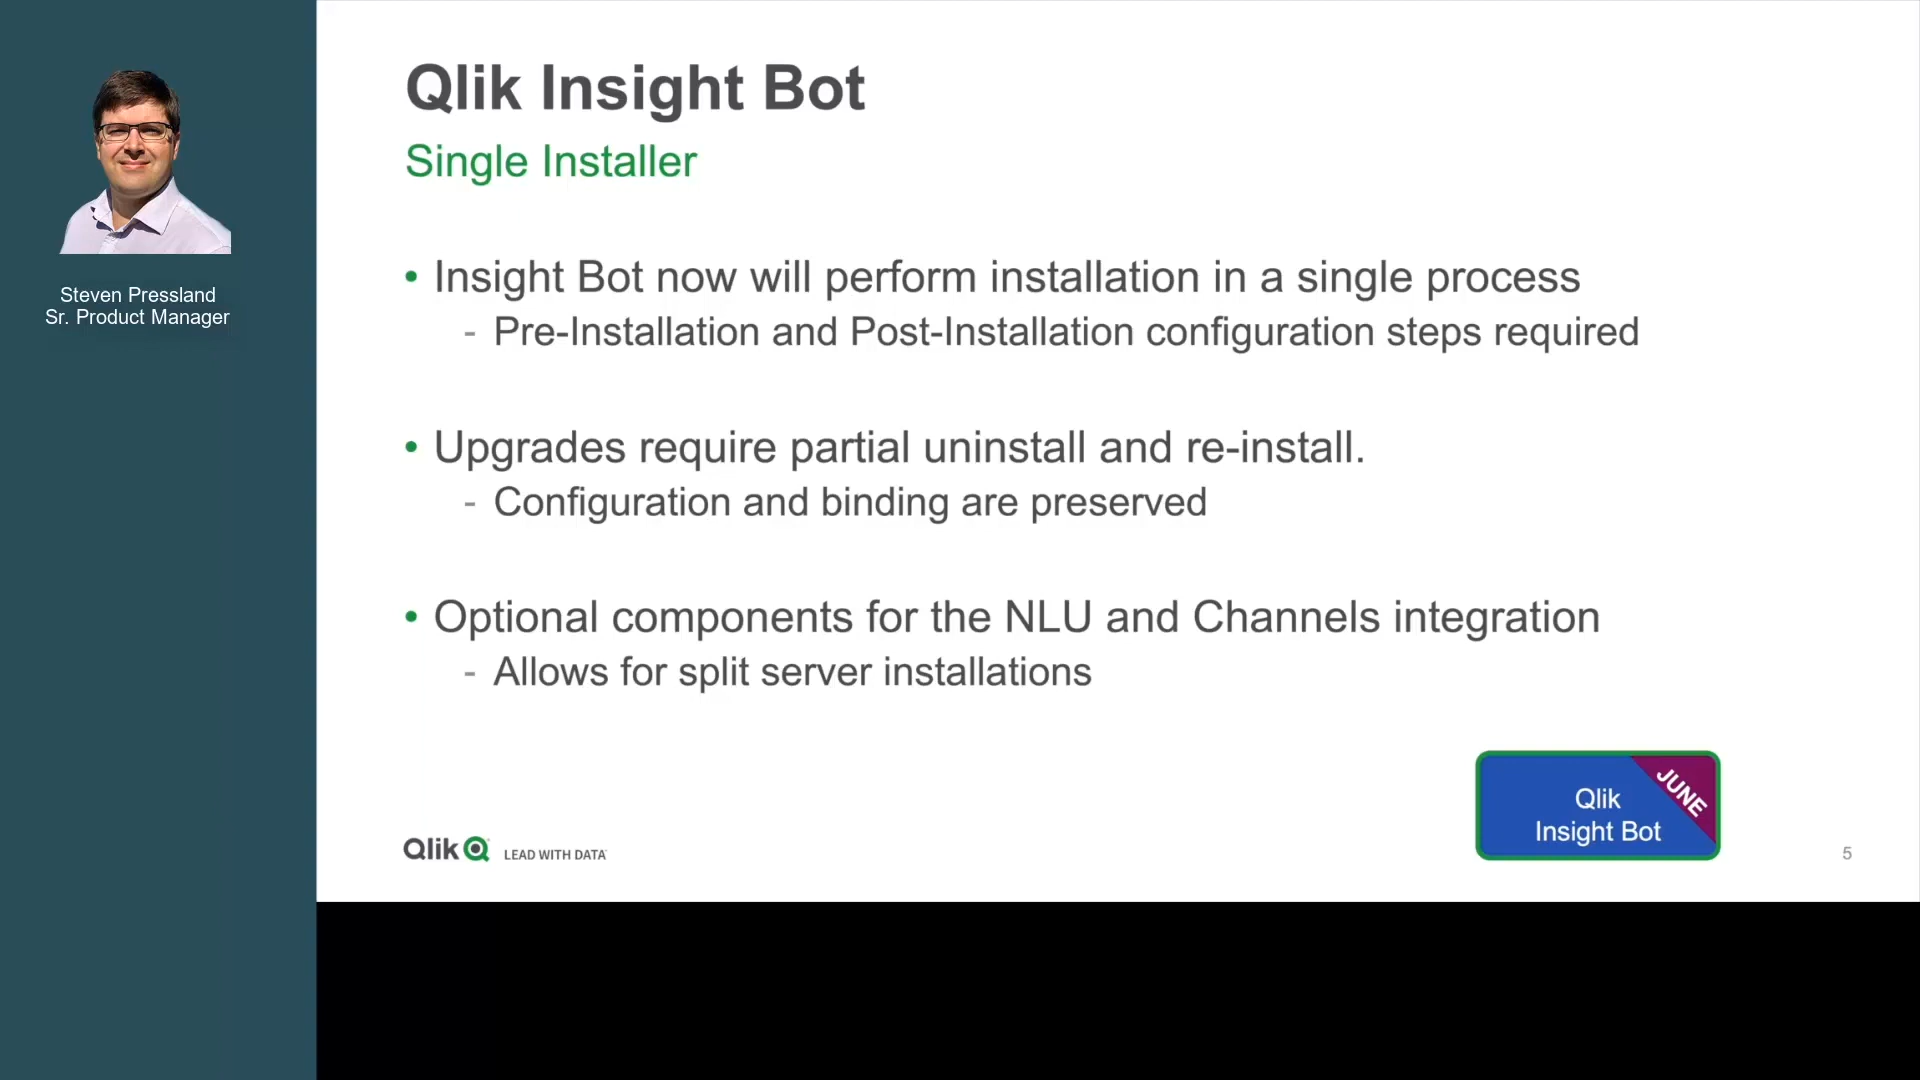 Steven Pressland
Sr. Product Manager
Qlik Insight Bot
Single Installer
• Insight Bot now will perform installation in a single process
- Pre-Installation and Post-Installation configuration steps required
• Upgrades require partial uninstall and re-install.
- Configuration and binding are preserved
• Optional components for the NLU and Channels integration
- Allows for split server installations
Qlik LEAD WITH DATA
Qlik
Insight Bot
JUNE
5